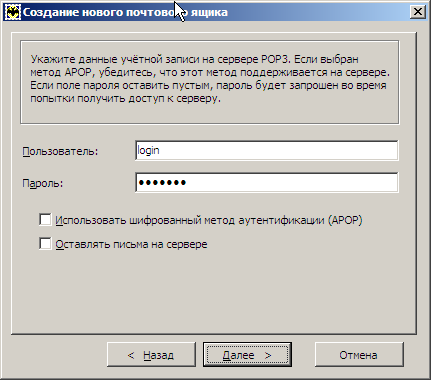 Создание нового почтового ящика
Укажите данные учётной записи на сервере POP3. Если выбран
метод APOP, убедитесь, что этот метод поддерживается на сервере.
Если поле пароля оставить пустым, пароль будет запрошен во время
попытки получить доступ к серверу.
Пользователь: login
Пароль: •••••••
Использовать шифрованный метод аутентификации (APOP)
Оставлять письма на сервере
< Назад Далее > Отмена